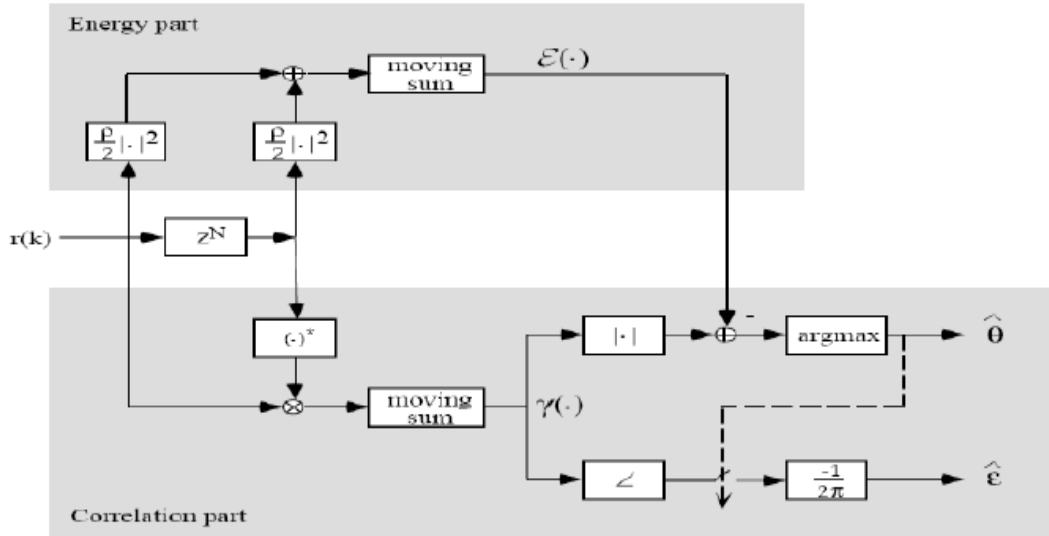 Energy part
moving
sum
ℰ(·)
ρ/2 |·|²
ρ/2 |·|²
r(k)
z^N
(·)*
|·|
-
argmax
θ̂
moving
sum
γ(·)
∠
-1/2π
ε̂
Correlation part